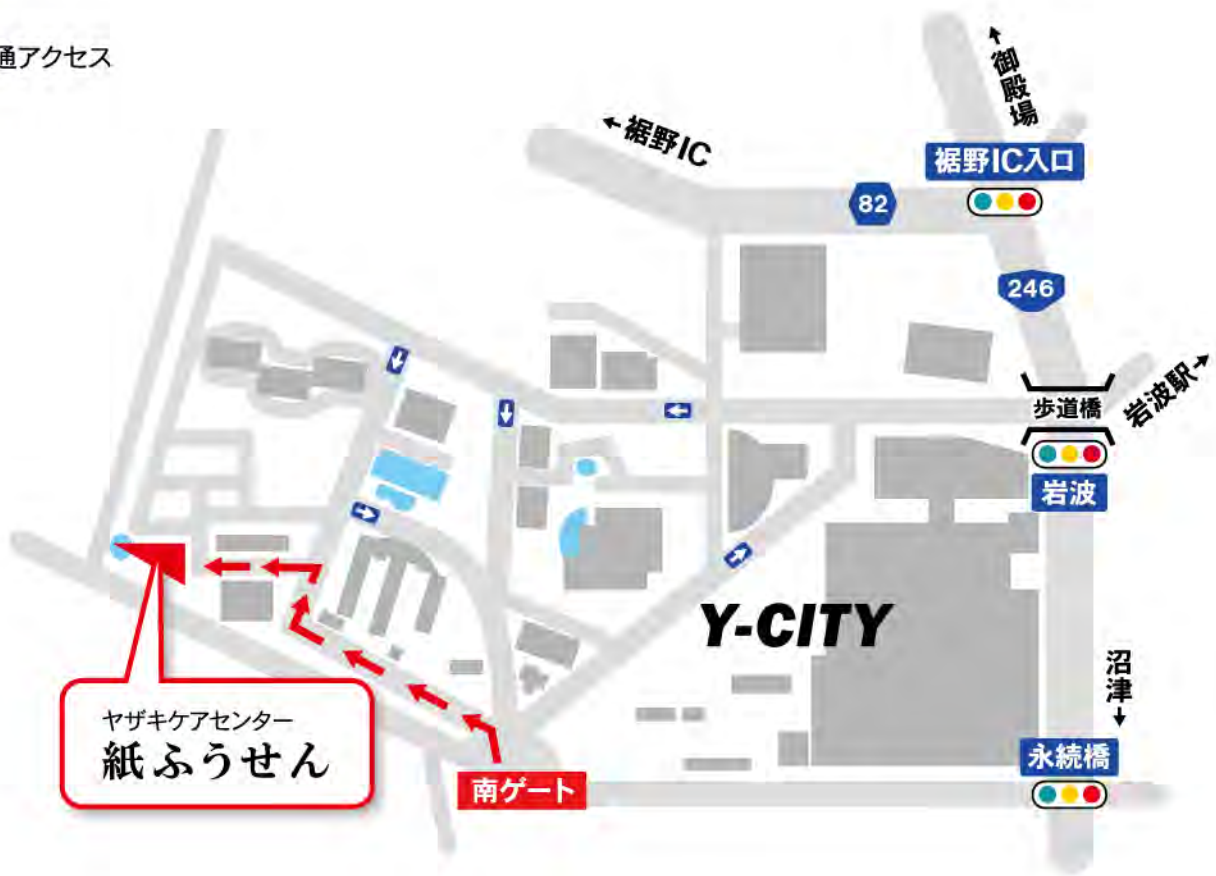 通アクセス
↑御殿場
←裾野IC
裾野IC入口
82
246
歩道橋
岩波駅→
岩波
Y-CITY
沼津↓
ヤザキケアセンター
紙ふうせん
永続橋
南ゲート